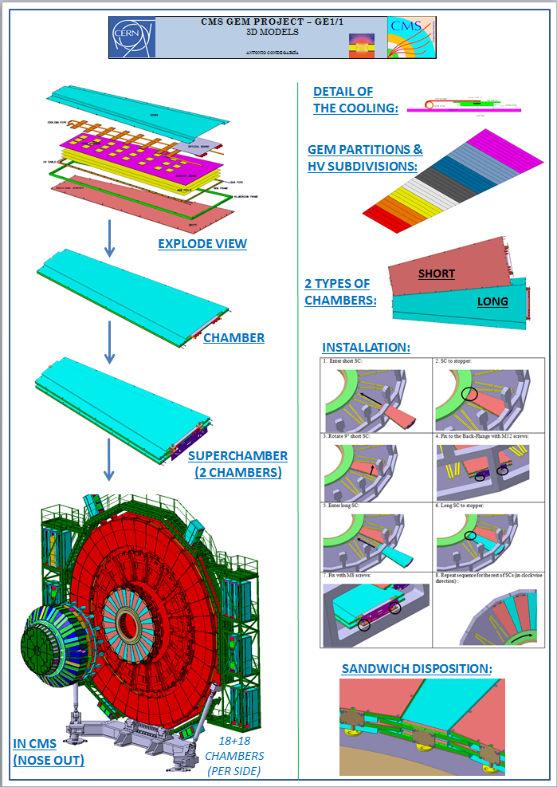 CMS GEM PROJECT – GE1/1
3D MODELS
CERN
CMS
EXPLODE VIEW
CHAMBER
SUPERCHAMBER
(2 CHAMBERS)
IN CMS
(NOSE OUT)
18+18
CHAMBERS
(PER SIDE)
DETAIL OF
THE COOLING:
GEM PARTITIONS &
HV SUBDIVISIONS:
2 TYPES OF
CHAMBERS:
SHORT
LONG
INSTALLATION:
1. Enter short SC:
2. SC to stopper:
3. Rotate 9° short SC:
4. Fix to the Back-Flange with M12 screws:
5. Enter long SC:
6. Long SC to stopper:
7. Fix with M8 screws:
8. Repeat sequence for the rest of SCs (in clockwise
direction):
SANDWICH DISPOSITION: